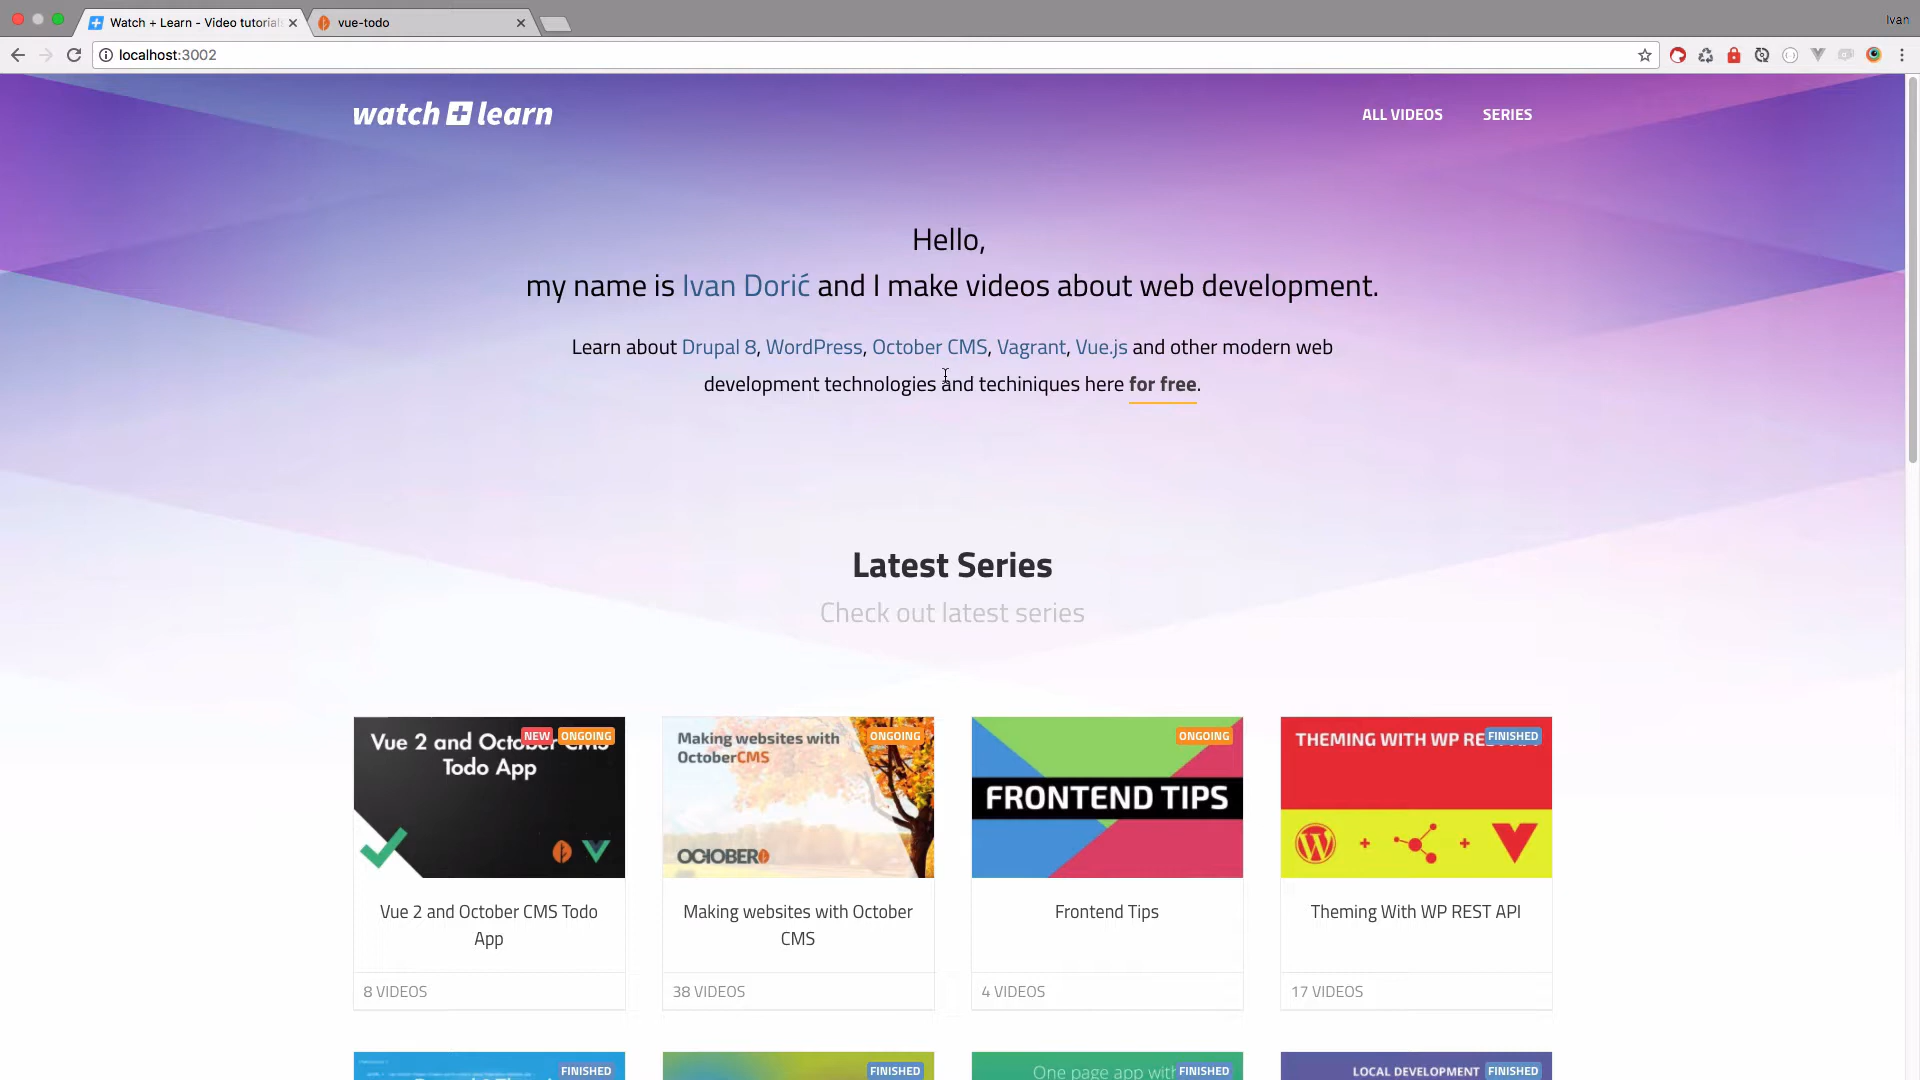 Watch + Learn - Video tutorial
vue-todo
Ivan
localhost:3002
watch + learn
ALL VIDEOS
SERIES
Hello,
my name is Ivan Dorić and I make videos about web development.
Learn about Drupal 8, WordPress, October CMS, Vagrant, Vue.js and other modern web
development technologies and techiniques here for free.
Latest Series
Check out latest series
Vue 2 and October CMS
Todo App
NEW
ONGOING
Making websites with
OctoberCMS
ONGOING
OCTOBER
ONGOING
FRONTEND TIPS
THEMING WITH WP REST API
FINISHED
Vue 2 and October CMS Todo
App
Making websites with October
CMS
Frontend Tips
Theming With WP REST API
8 VIDEOS
38 VIDEOS
4 VIDEOS
17 VIDEOS
FINISHED
FINISHED
One page app with
FINISHED
LOCAL DEVELOPMENT
FINISHED